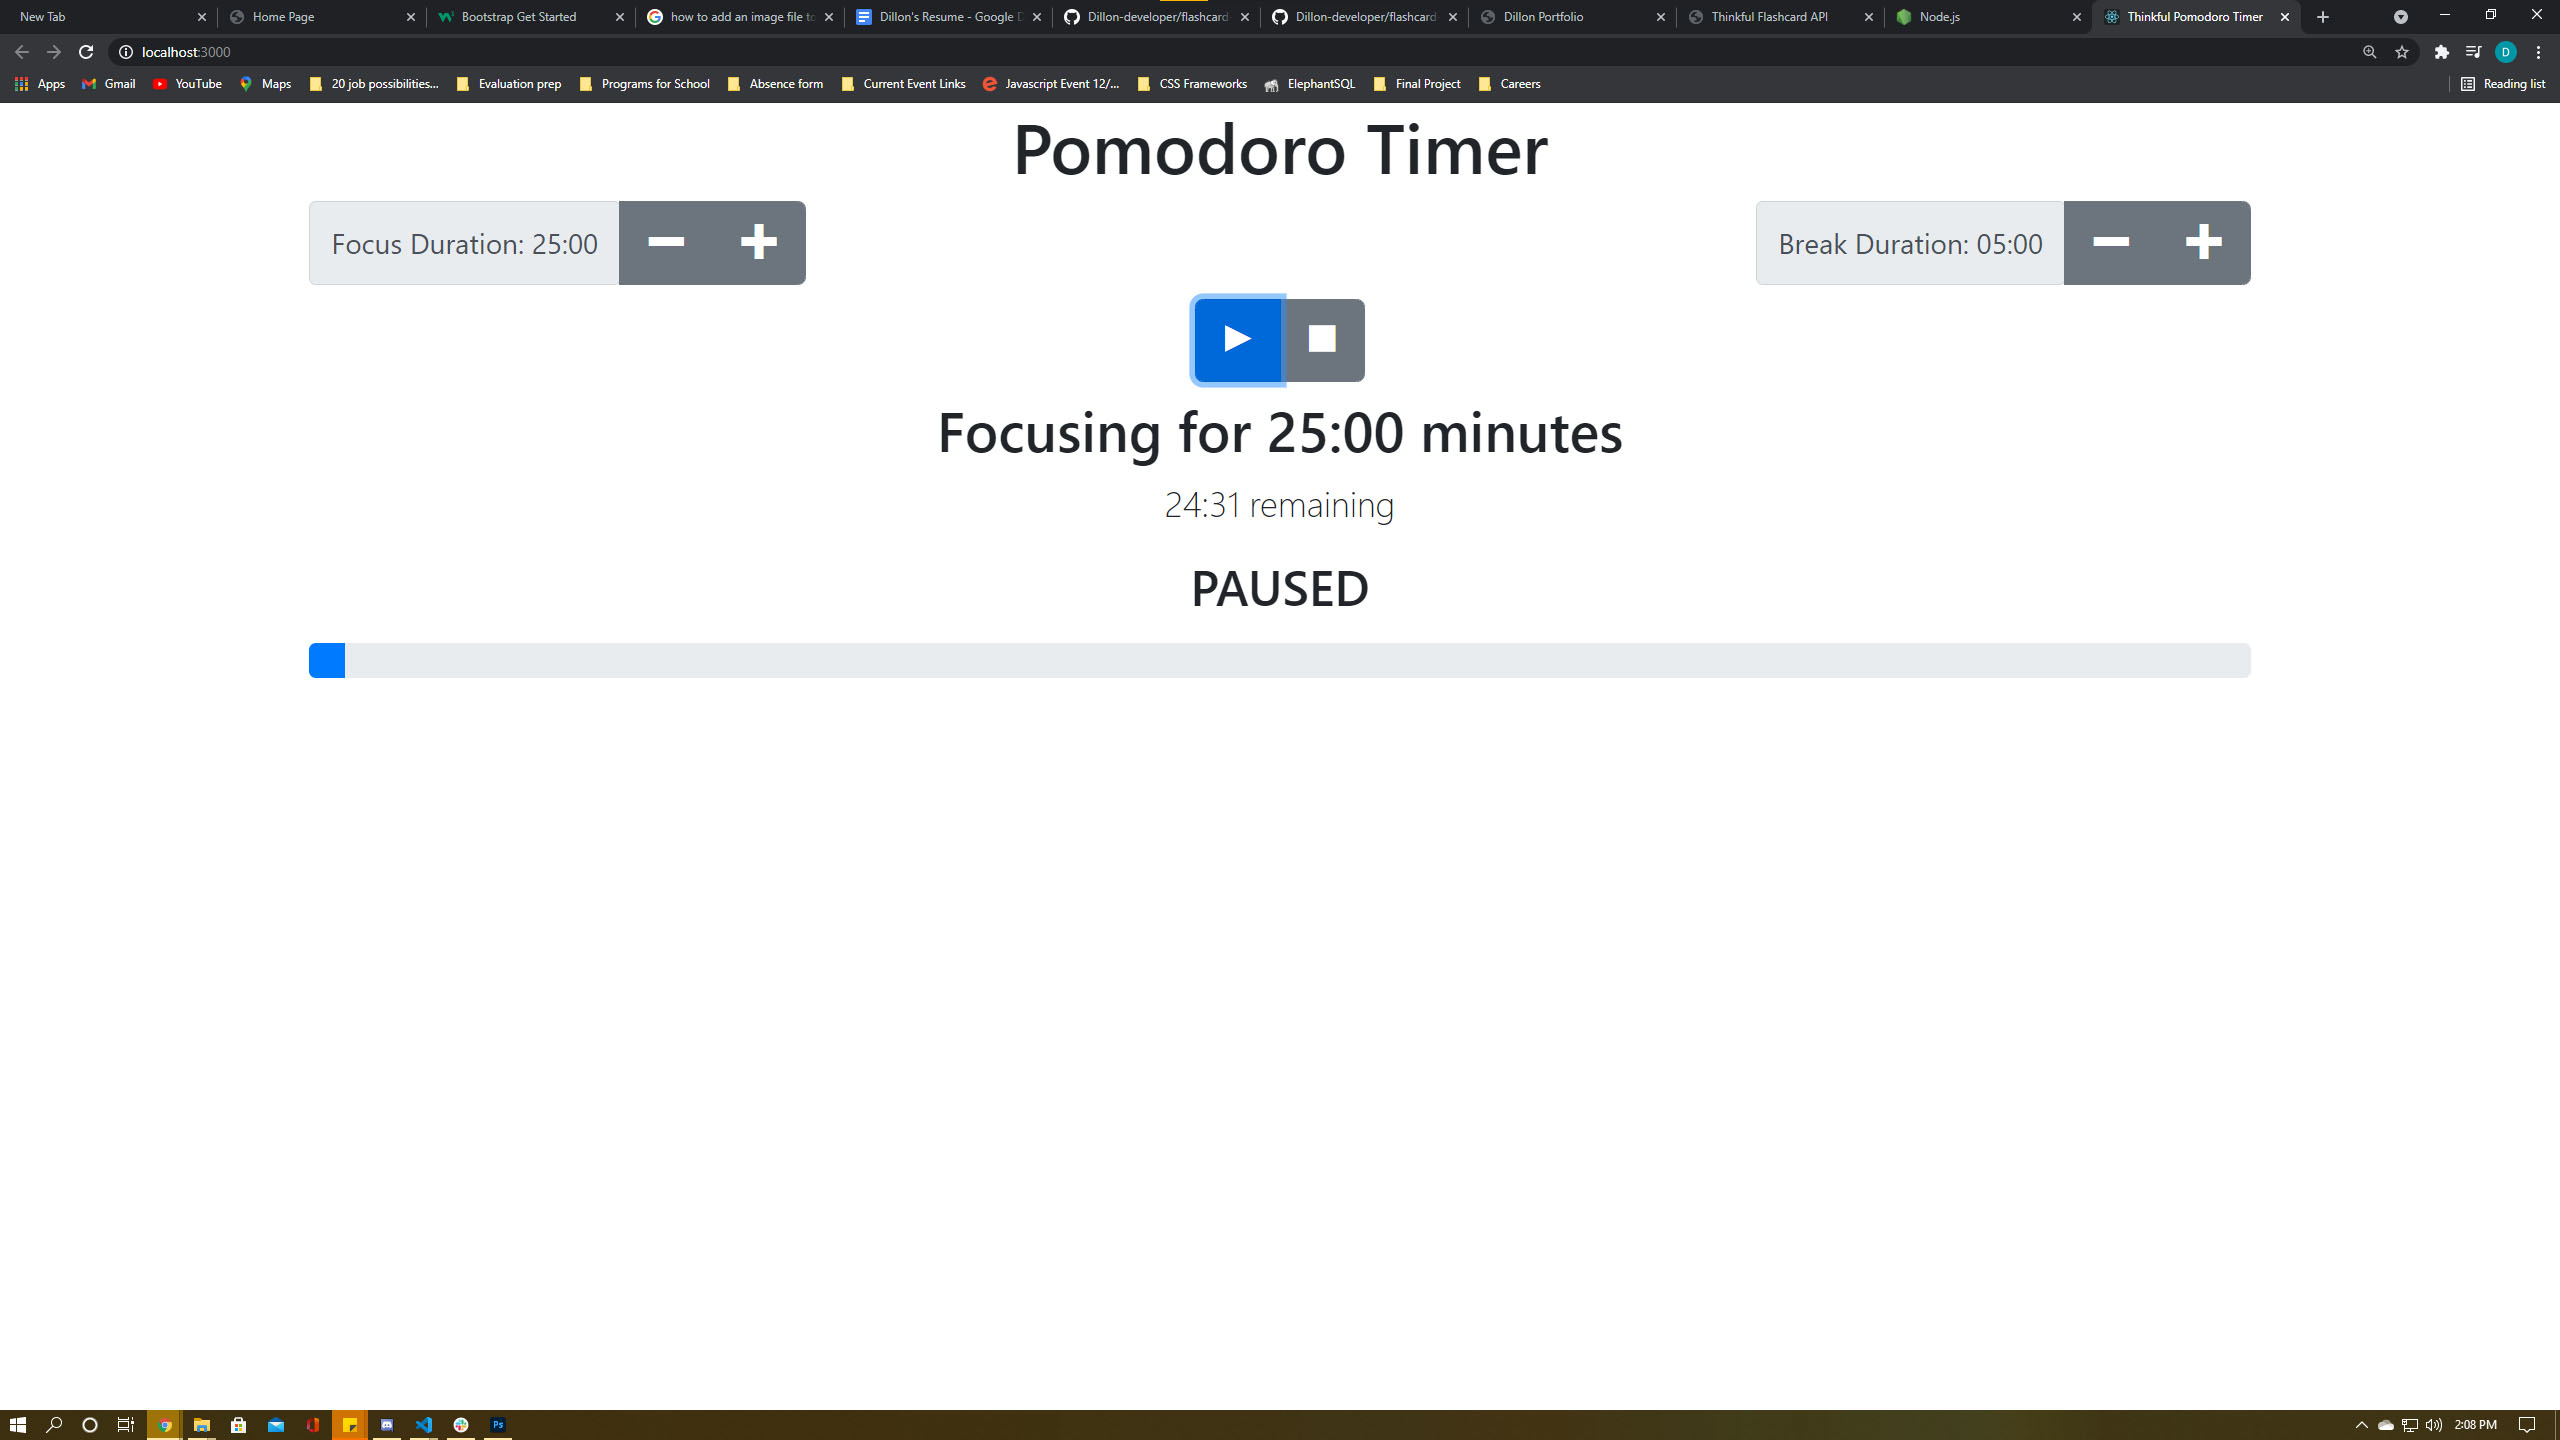 New Tab
Home Page
Bootstrap Get Started
how to add an image file to
Dillon's Resume - Google D
Dillon-developer/flashcard
Dillon-developer/flashcard
Dillon Portfolio
Thinkful Flashcard API
Node.js
Thinkful Pomodoro Timer
localhost:3000
D
Apps
Gmail
YouTube
Maps
20 job possibilities...
Evaluation prep
Programs for School
Absence form
Current Event Links
Javascript Event 12/...
CSS Frameworks
ElephantSQL
Final Project
Careers
Reading list
Pomodoro Timer
Focus Duration: 25:00
Break Duration: 05:00
Focusing for 25:00 minutes
24:31 remaining
PAUSED
Ps
2:08 PM